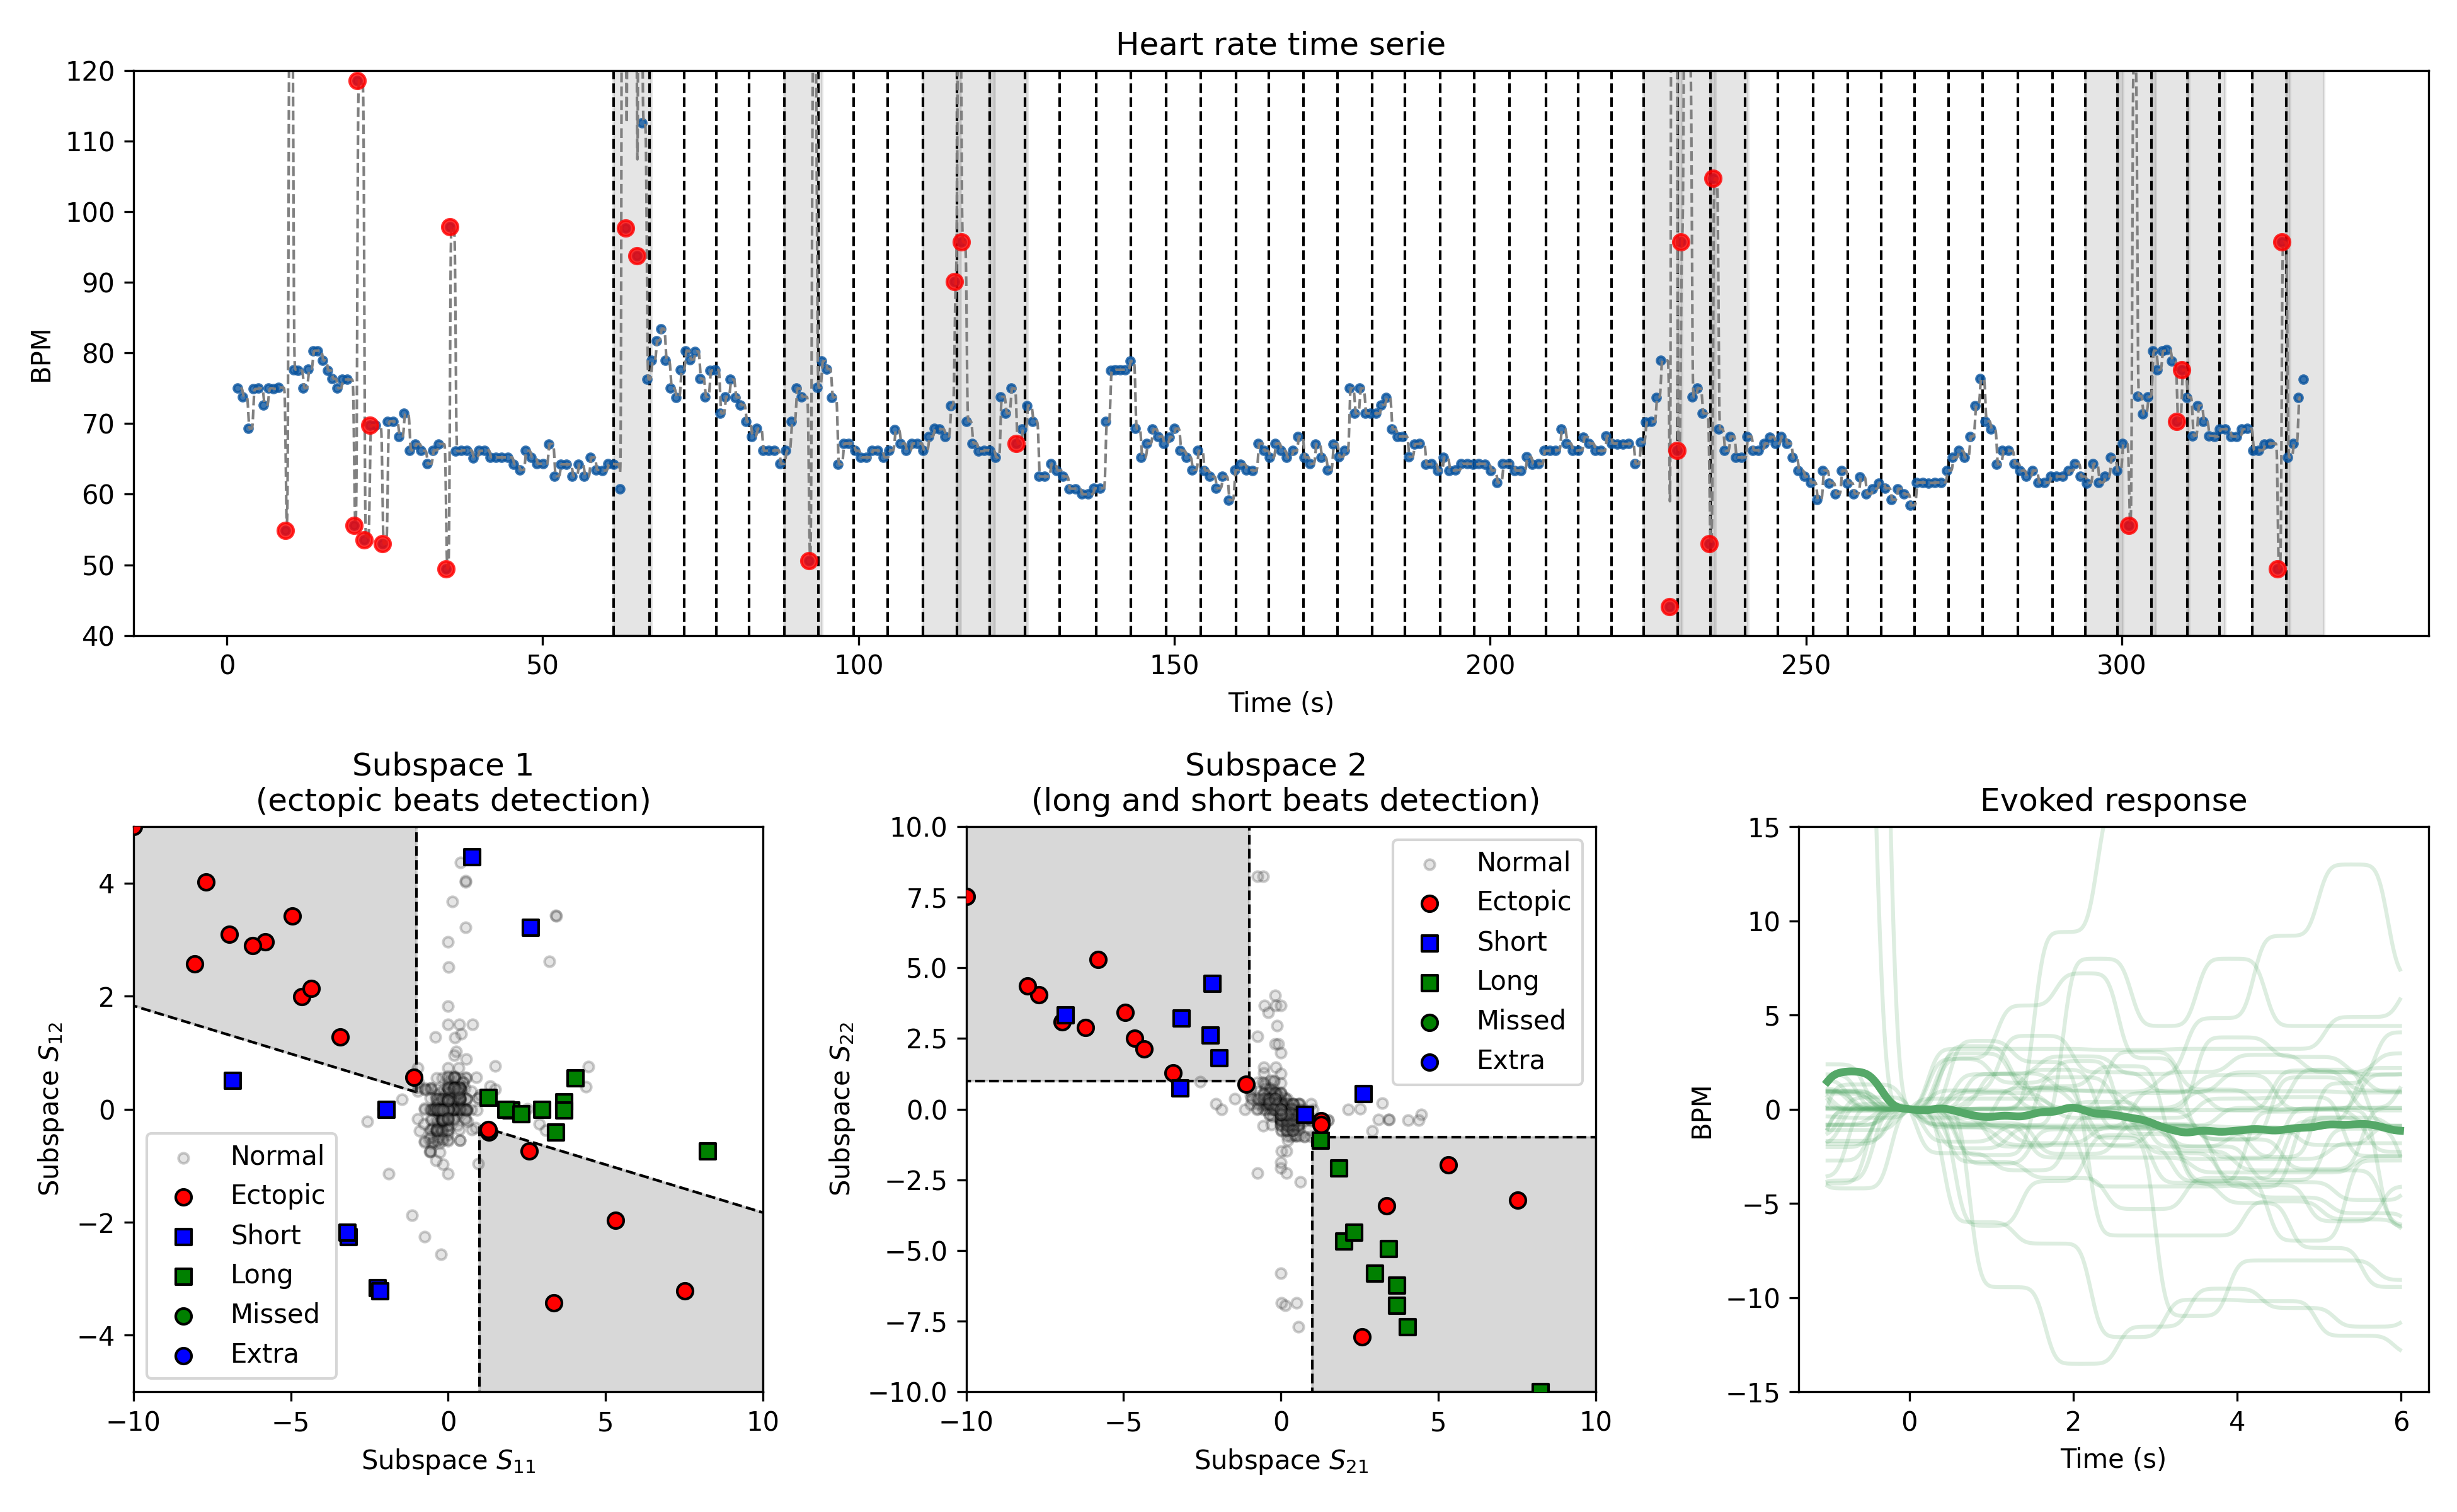 Heart rate time serie
120
110
100
90
80
70
60
50
40
BPM
0 50 100 150 200 250 300
Time (s)
Subspace 1
(ectopic beats detection)
4
2
0
−2
−4
Subspace S12
Normal
Ectopic
Short
Long
Missed
Extra
−10 −5 0 5 10
Subspace S11
Subspace 2
(long and short beats detection)
10.0
7.5
5.0
2.5
0.0
−2.5
−5.0
−7.5
−10.0
Subspace S22
Normal
Ectopic
Short
Long
Missed
Extra
−10 −5 0 5 10
Subspace S21
Evoked response
15
10
5
0
−5
−10
−15
BPM
0 2 4 6
Time (s)